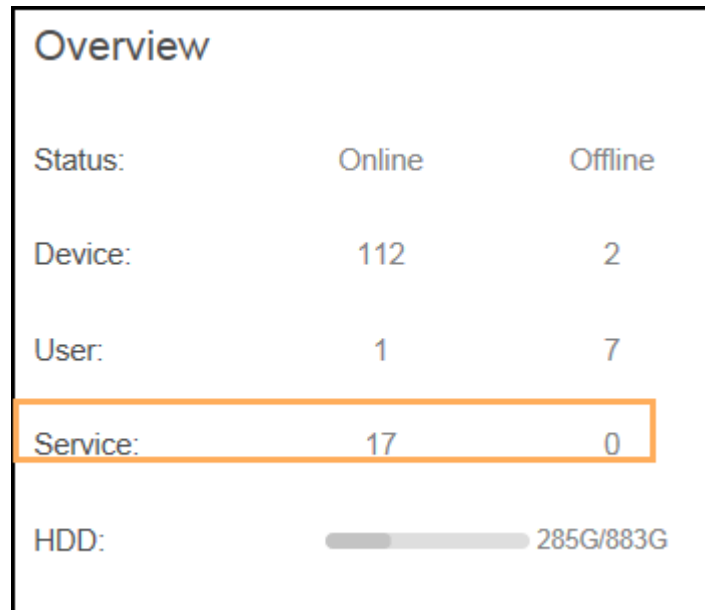 Overview
Status: Online Offline
Device: 112 2
User: 1 7
Service: 17 0
HDD: 285G/883G